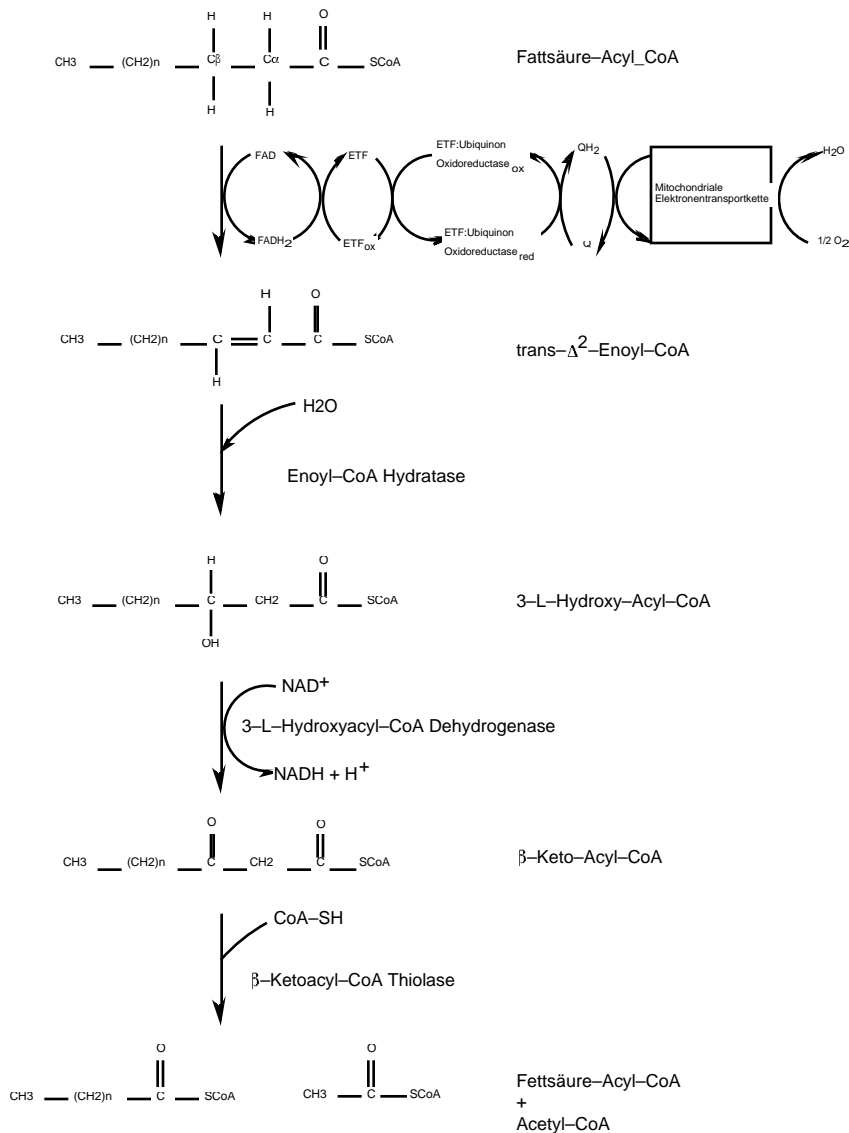 H H O
CH3 (CH2)n Cβ Cα C SCoA Fattsäure–Acyl_CoA
H H
FAD ETF ETF:Ubiquinon Oxidoreductase ox QH2 H2O
Mitochondriale
Elektronentransportkette
FADH2 ETFox ETF:Ubiquinon Oxidoreductase red Q 1/2 O2
H O
CH3 (CH2)n C C C SCoA trans–Δ2–Enoyl–CoA
H
H2O
Enoyl–CoA Hydratase
H O
CH3 (CH2)n C CH2 C SCoA 3–L–Hydroxy–Acyl–CoA
OH
NAD+
3–L–Hydroxyacyl–CoA Dehydrogenase
NADH + H+
O O
CH3 (CH2)n C CH2 C SCoA β–Keto–Acyl–CoA
CoA–SH
β–Ketoacyl–CoA Thiolase
O O
CH3 (CH2)n C SCoA CH3 C SCoA Fettsäure–Acyl–CoA
+
Acetyl–CoA